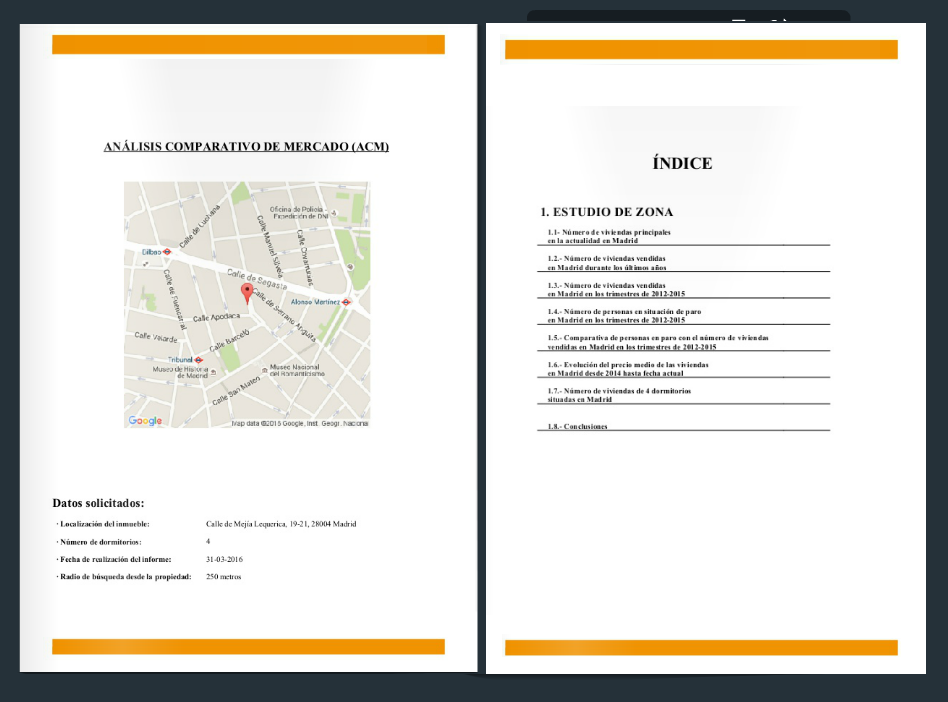 ANÁLISIS COMPARATIVO DE MERCADO (ACM)
Oficina de Policía -
Expedición de DNI
Calle de Luchana
Calle Manuel Silvela
Calle Covarrubias
Bilbao
Calle de Sagasta
Alonso Martínez
Calle de Fuencarral
Calle de Serrano Anguita
Calle Apodaca
Calle Velarde
Calle Barceló
Tribunal
Museo de Historia
de Madrid
Museo Nacional
del Romanticismo
Calle San Mateo
Google
Map data ©2016 Google, Inst. Geogr. Nacional
Datos solicitados:
· Localización del inmueble: Calle de Mejía Lequerica, 19-21, 28004 Madrid
· Número de dormitorios: 4
· Fecha de realización del informe: 31-03-2016
· Radio de búsqueda desde la propiedad: 250 metros
ÍNDICE
1. ESTUDIO DE ZONA
1.1- Número de viviendas principales
en la actualidad en Madrid
1.2.- Número de viviendas vendidas
en Madrid durante los últimos años
1.3.- Número de viviendas vendidas
en Madrid en los trimestres de 2012-2015
1.4.- Número de personas en situación de paro
en Madrid en los trimestres de 2012-2015
1.5.- Comparativa de personas en paro con el número de viviendas
vendidas en Madrid en los trimestres de 2012-2015
1.6.- Evolución del precio medio de las viviendas
en Madrid desde 2014 hasta fecha actual
1.7.- Número de viviendas de 4 dormitorios
situadas en Madrid
1.8.- Conclusiones